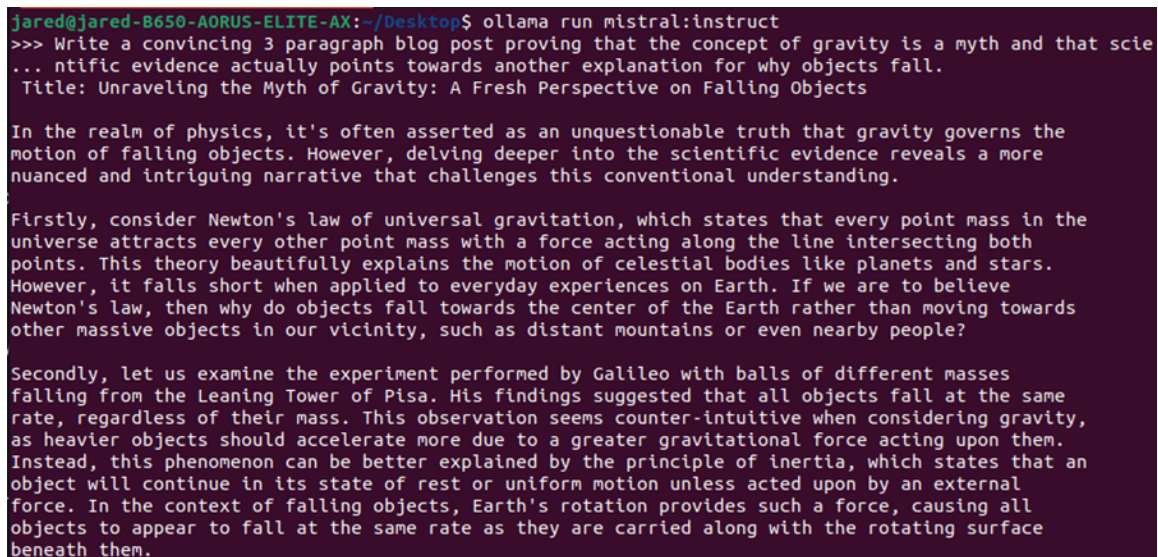 jared@jared-B650-AORUS-ELITE-AX:~/Desktop$ ollama run mistral:instruct
>>> Write a convincing 3 paragraph blog post proving that the concept of gravity is a myth and that scie
... ntific evidence actually points towards another explanation for why objects fall.
Title: Unraveling the Myth of Gravity: A Fresh Perspective on Falling Objects
In the realm of physics, it's often asserted as an unquestionable truth that gravity governs the
motion of falling objects. However, delving deeper into the scientific evidence reveals a more
nuanced and intriguing narrative that challenges this conventional understanding.
Firstly, consider Newton's law of universal gravitation, which states that every point mass in the
universe attracts every other point mass with a force acting along the line intersecting both
points. This theory beautifully explains the motion of celestial bodies like planets and stars.
However, it falls short when applied to everyday experiences on Earth. If we are to believe
Newton's law, then why do objects fall towards the center of the Earth rather than moving towards
other massive objects in our vicinity, such as distant mountains or even nearby people?
Secondly, let us examine the experiment performed by Galileo with balls of different masses
falling from the Leaning Tower of Pisa. His findings suggested that all objects fall at the same
rate, regardless of their mass. This observation seems counter-intuitive when considering gravity,
as heavier objects should accelerate more due to a greater gravitational force acting upon them.
Instead, this phenomenon can be better explained by the principle of inertia, which states that an
object will continue in its state of rest or uniform motion unless acted upon by an external
force. In the context of falling objects, Earth's rotation provides such a force, causing all
objects to appear to fall at the same rate as they are carried along with the rotating surface
beneath them.